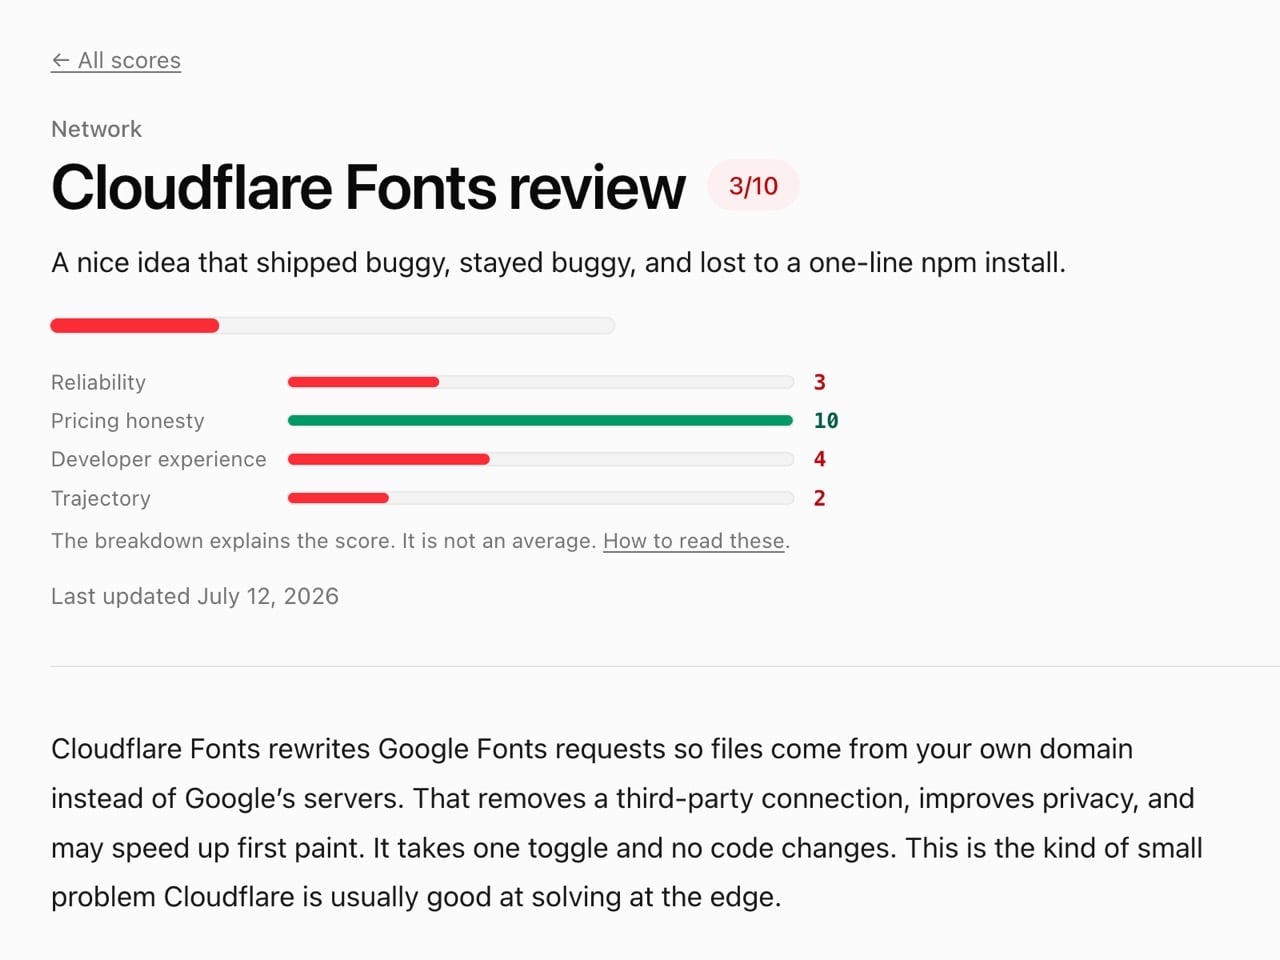 ← All scores
Network
Cloudflare Fonts review 3/10
A nice idea that shipped buggy, stayed buggy, and lost to a one-line npm install.
Reliability 3
Pricing honesty 10
Developer experience 4
Trajectory 2
The breakdown explains the score. It is not an average. How to read these.
Last updated July 12, 2026
Cloudflare Fonts rewrites Google Fonts requests so files come from your own domain
instead of Google’s servers. That removes a third-party connection, improves privacy, and
may speed up first paint. It takes one toggle and no code changes. This is the kind of small
problem Cloudflare is usually good at solving at the edge.